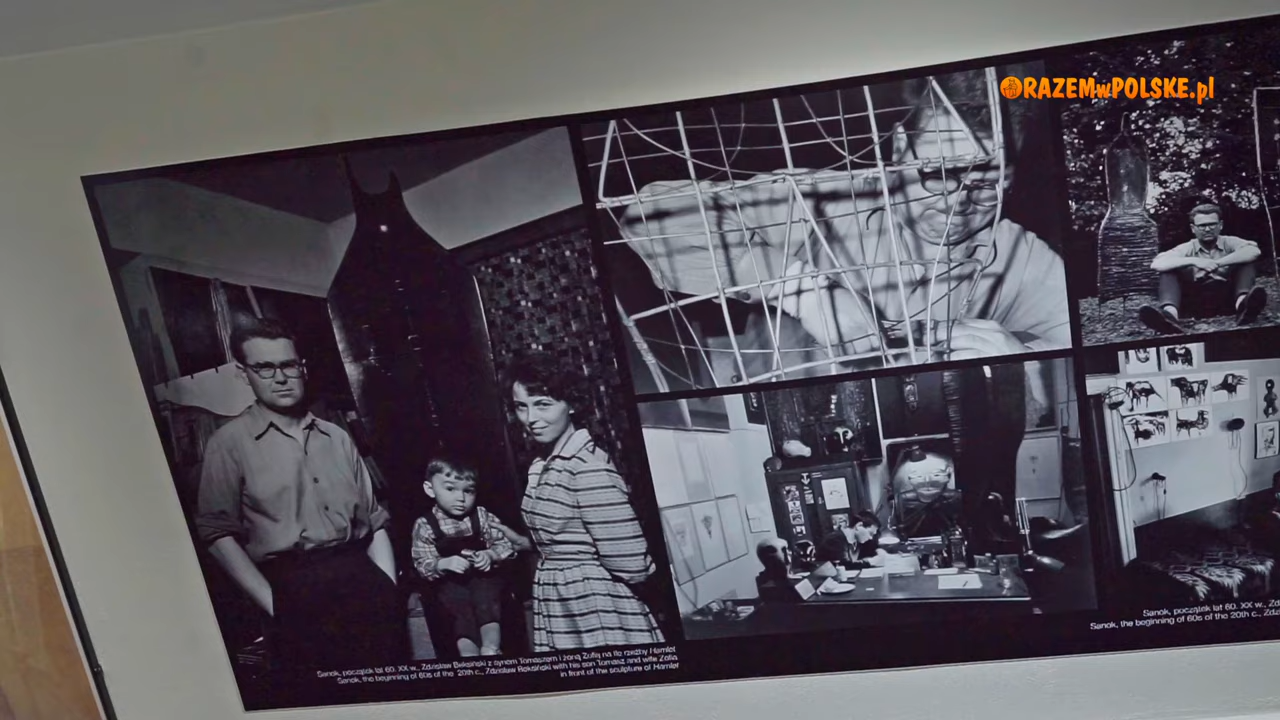 RAZEMwPOLSKE.pl
Sanok, początek lat 60. XX w., Zdzisław Beksiński z synem Tomaszem i żoną Zofią na tle rzeźby Hamlet
Sanok, the beginning of 60s of the 20th c., Zdzisław Beksiński with his son Tomasz and wife Zofia
in front of the sculpture of Hamlet
Sanok, początek lat 60. XX w., Zd
Sanok, the beginning of 60s of the 20th c., Zdzisła